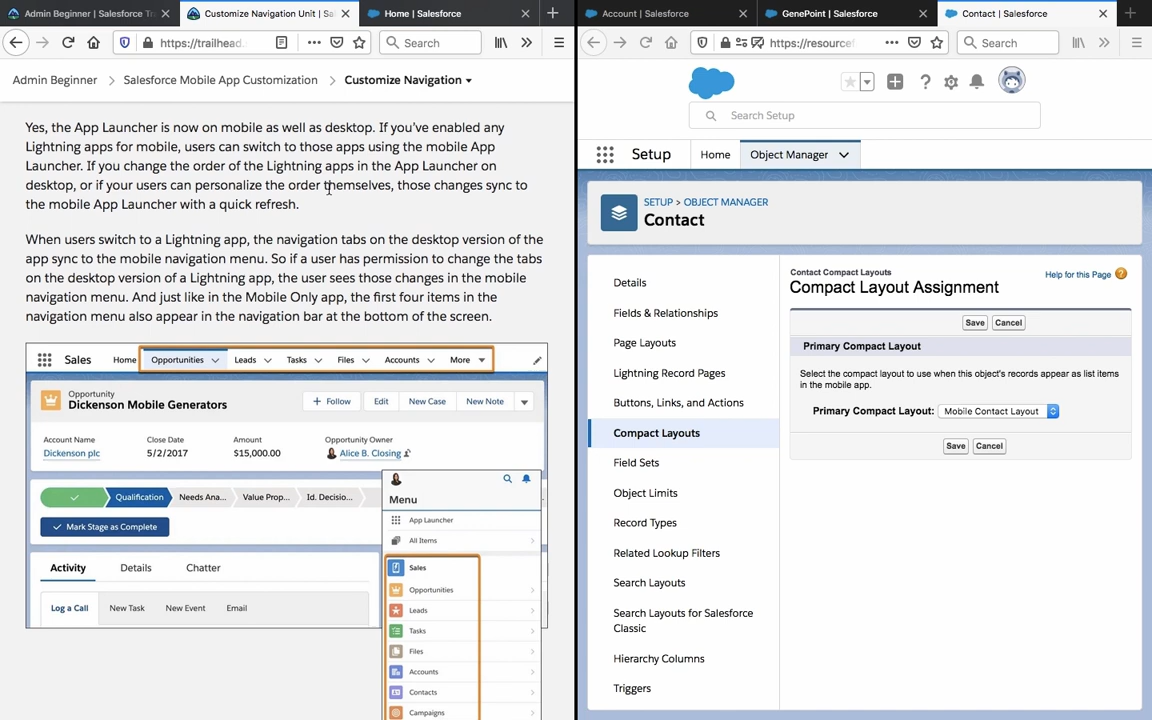 Admin Beginner | Salesforce Tr
Customize Navigation Unit | Sa
Home | Salesforce
https://trailhead.
Search
Admin Beginner
Salesforce Mobile App Customization
Customize Navigation
Yes, the App Launcher is now on mobile as well as desktop. If you've enabled any
Lightning apps for mobile, users can switch to those apps using the mobile App
Launcher. If you change the order of the Lightning apps in the App Launcher on
desktop, or if your users can personalize the order themselves, those changes sync to
the mobile App Launcher with a quick refresh.
When users switch to a Lightning app, the navigation tabs on the desktop version of the
app sync to the mobile navigation menu. So if a user has permission to change the tabs
on the desktop version of a Lightning app, the user sees those changes in the mobile
navigation menu. And just like in the Mobile Only app, the first four items in the
navigation menu also appear in the navigation bar at the bottom of the screen.
Sales
Home
Opportunities
Leads
Tasks
Files
Accounts
More
Opportunity
Dickenson Mobile Generators
+ Follow
Edit
New Case
New Note
Account Name
Close Date
Amount
Opportunity Owner
Dickenson plc
5/2/2017
$15,000.00
Alice B. Closing
Qualification
Needs Ana...
Value Prop...
Id. Decisio...
Mark Stage as Complete
Activity
Details
Chatter
Log a Call
New Task
New Event
Email
Menu
App Launcher
All Items
Sales
Opportunities
Leads
Tasks
Files
Accounts
Contacts
Campaigns
Account | Salesforce
GenePoint | Salesforce
Contact | Salesforce
https://resource
Search
Search Setup
Setup
Home
Object Manager
SETUP > OBJECT MANAGER
Contact
Details
Fields & Relationships
Page Layouts
Lightning Record Pages
Buttons, Links, and Actions
Compact Layouts
Field Sets
Object Limits
Record Types
Related Lookup Filters
Search Layouts
Search Layouts for Salesforce
Classic
Hierarchy Columns
Triggers
Contact Compact Layouts
Compact Layout Assignment
Help for this Page
Save
Cancel
Primary Compact Layout
Select the compact layout to use when this object's records appear as list items
in the mobile app.
Primary Compact Layout:
Mobile Contact Layout
Save
Cancel